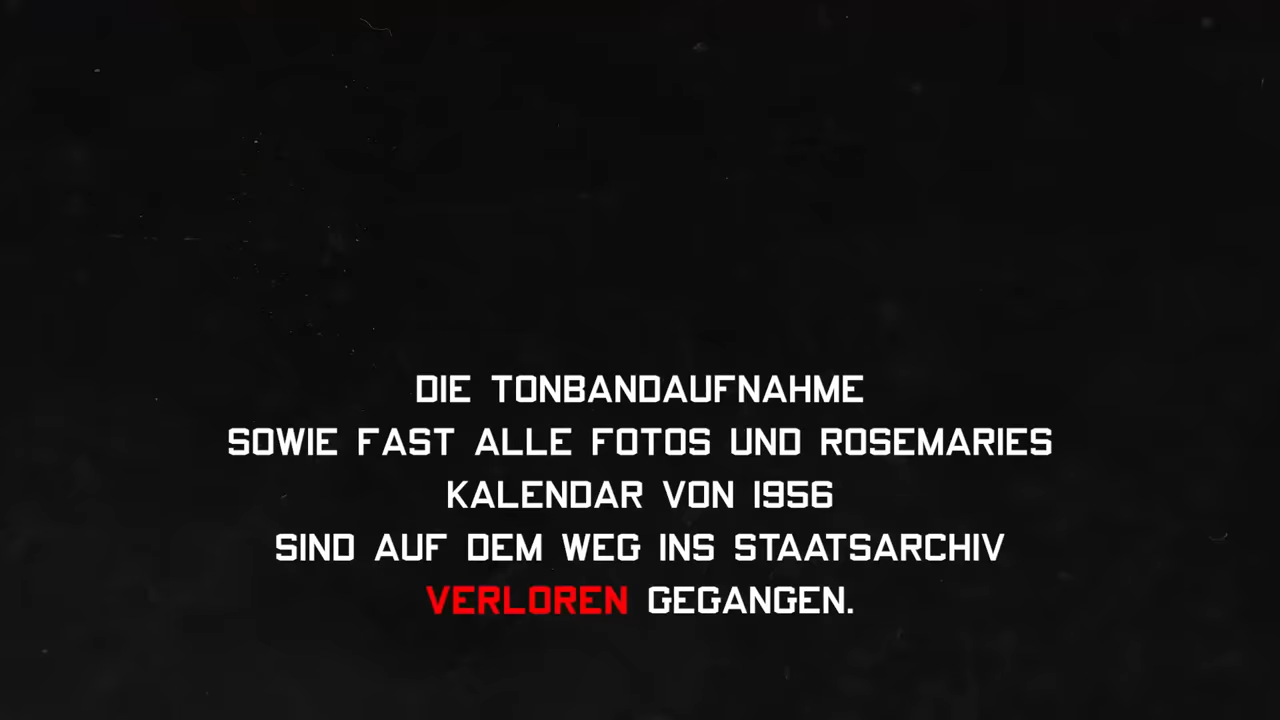 DIE TONBANDAUFNAHME
SOWIE FAST ALLE FOTOS UND ROSEMARIES
KALENDAR VON 1956
SIND AUF DEM WEG INS STAATSARCHIV
VERLOREN GEGANGEN.